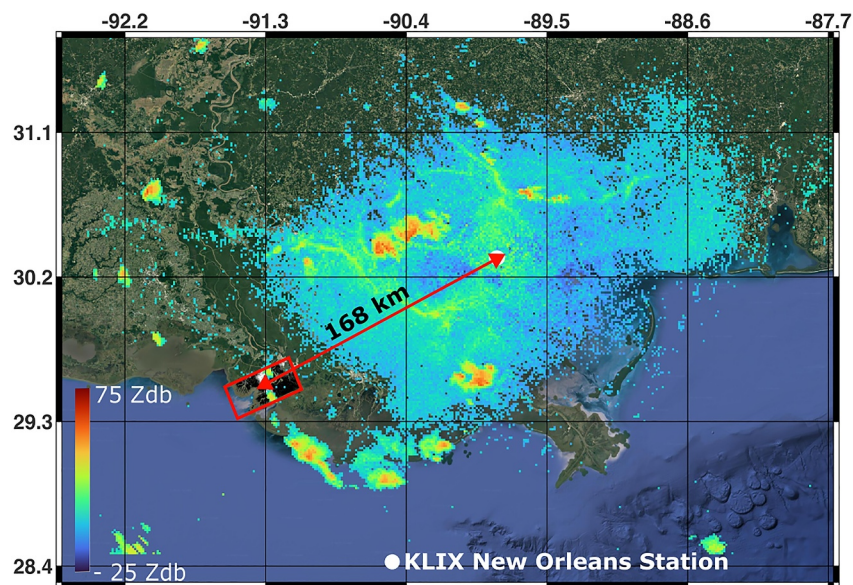 -92.2 -91.3 -90.4 -89.5 -88.6 -87.7
31.1
30.2
168 km
75 Zdb
29.3
- 25 Zdb
28.4
KLIX New Orleans Station